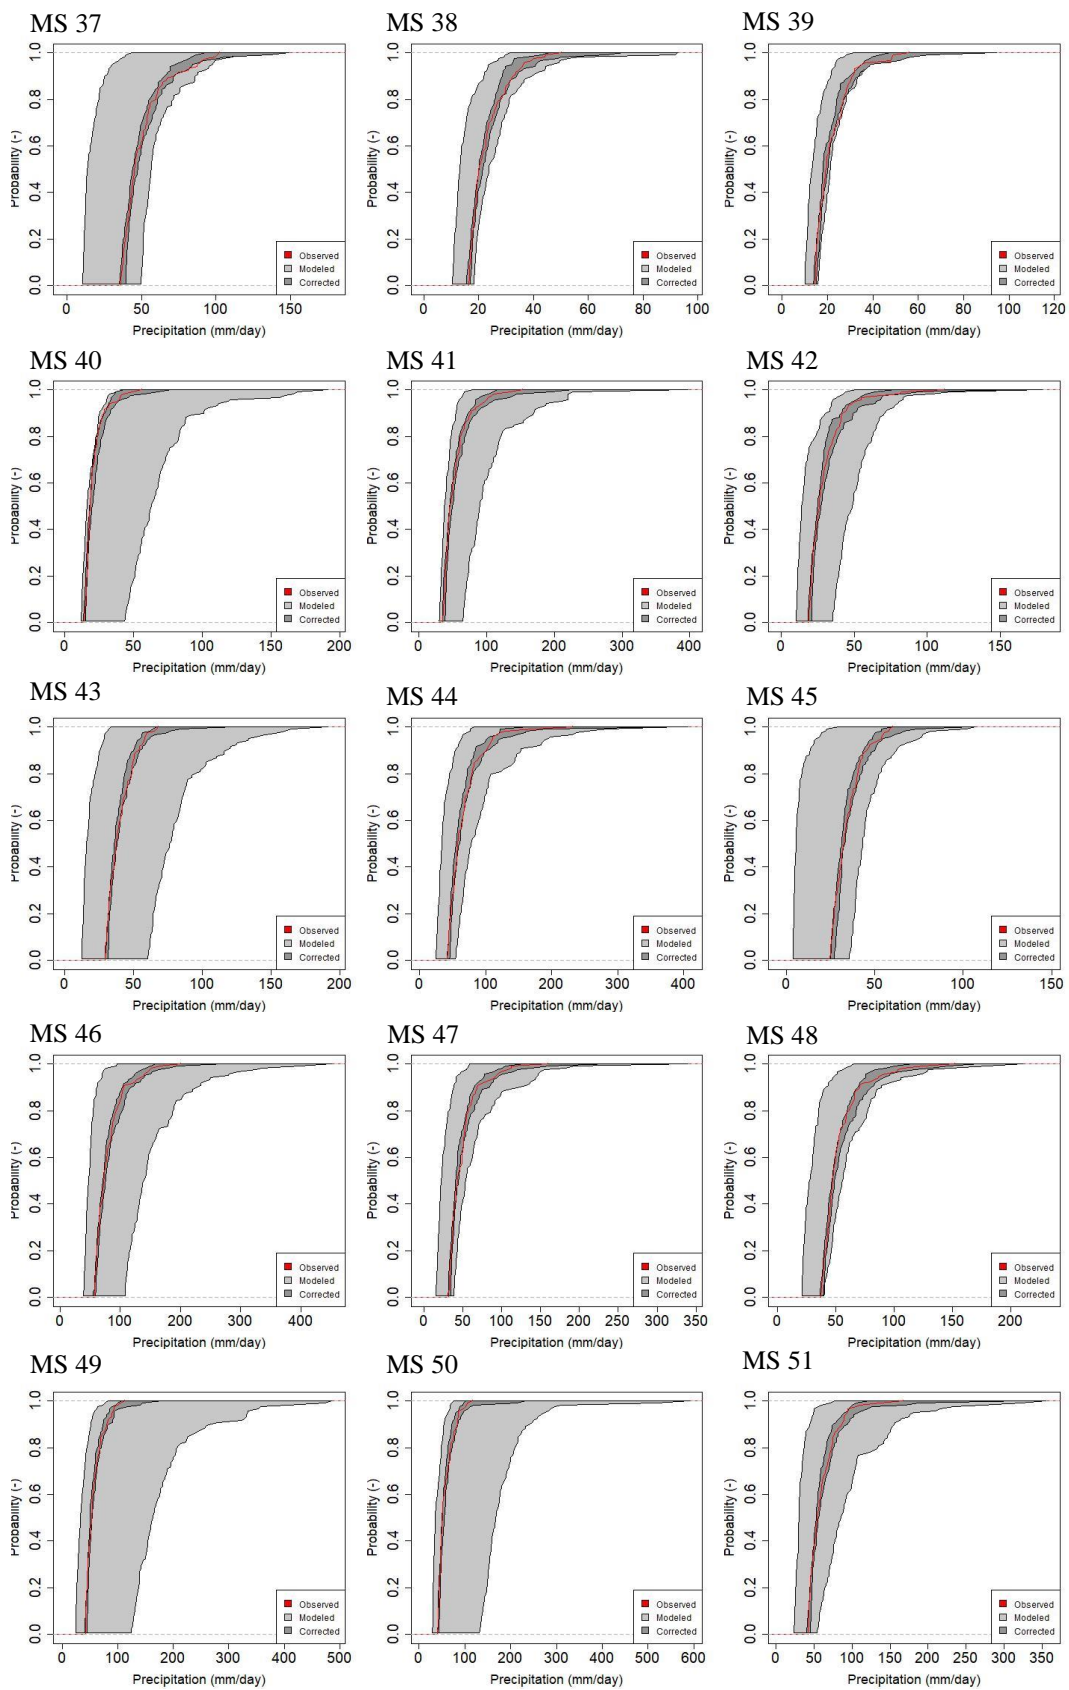 MS 37
Probability (-)
1.0
0.8
0.6
0.4
0.2
0.0
Observed
Modeled
Corrected
0 50 100 150
Precipitation (mm/day)
MS 38
Probability (-)
1.0
0.8
0.6
0.4
0.2
0.0
Observed
Modeled
Corrected
0 20 40 60 80 100
Precipitation (mm/day)
MS 39
Probability (-)
1.0
0.8
0.6
0.4
0.2
0.0
Observed
Modeled
Corrected
0 20 40 60 80 100 120
Precipitation (mm/day)
MS 40
Probability (-)
1.0
0.8
0.6
0.4
0.2
0.0
Observed
Modeled
Corrected
0 50 100 150 200
Precipitation (mm/day)
MS 41
Probability (-)
1.0
0.8
0.6
0.4
0.2
0.0
Observed
Modeled
Corrected
0 100 200 300 400
Precipitation (mm/day)
MS 42
Probability (-)
1.0
0.8
0.6
0.4
0.2
0.0
Observed
Modeled
Corrected
0 50 100 150
Precipitation (mm/day)
MS 43
Probability (-)
1.0
0.8
0.6
0.4
0.2
0.0
Observed
Modeled
Corrected
0 50 100 150 200
Precipitation (mm/day)
MS 44
Probability (-)
1.0
0.8
0.6
0.4
0.2
0.0
Observed
Modeled
Corrected
0 100 200 300 400
Precipitation (mm/day)
MS 45
Probability (-)
1.0
0.8
0.6
0.4
0.2
0.0
Observed
Modeled
Corrected
0 50 100 150
Precipitation (mm/day)
MS 46
Probability (-)
1.0
0.8
0.6
0.4
0.2
0.0
Observed
Modeled
Corrected
0 100 200 300 400
Precipitation (mm/day)
MS 47
Probability (-)
1.0
0.8
0.6
0.4
0.2
0.0
Observed
Modeled
Corrected
0 50 100 150 200 250 300 350
Precipitation (mm/day)
MS 48
Probability (-)
1.0
0.8
0.6
0.4
0.2
0.0
Observed
Modeled
Corrected
0 50 100 150 200
Precipitation (mm/day)
MS 49
Probability (-)
1.0
0.8
0.6
0.4
0.2
0.0
Observed
Modeled
Corrected
0 100 200 300 400 500
Precipitation (mm/day)
MS 50
Probability (-)
1.0
0.8
0.6
0.4
0.2
0.0
Observed
Modeled
Corrected
0 100 200 300 400 500 600
Precipitation (mm/day)
MS 51
Probability (-)
1.0
0.8
0.6
0.4
0.2
0.0
Observed
Modeled
Corrected
0 50 100 150 200 250 300 350
Precipitation (mm/day)